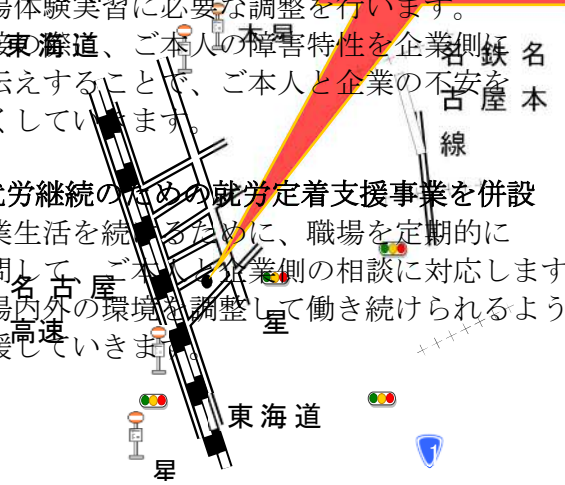 場体験実習に必要な調整を行います。
際、ご本人の障害特性を企業側に
伝えすることで、ご本人と企業の不安を
くしていきます。
労継続のための就労定着支援事業を併設
業生活を続けるために、職場を定期的に
問して、ご本人と企業側の相談に対応します
場内外の環境を調整して働き続けられるよう
援していきます。
東海道
本星
名鉄名
古屋本
線
名古屋
高速
星
東海道
星
1